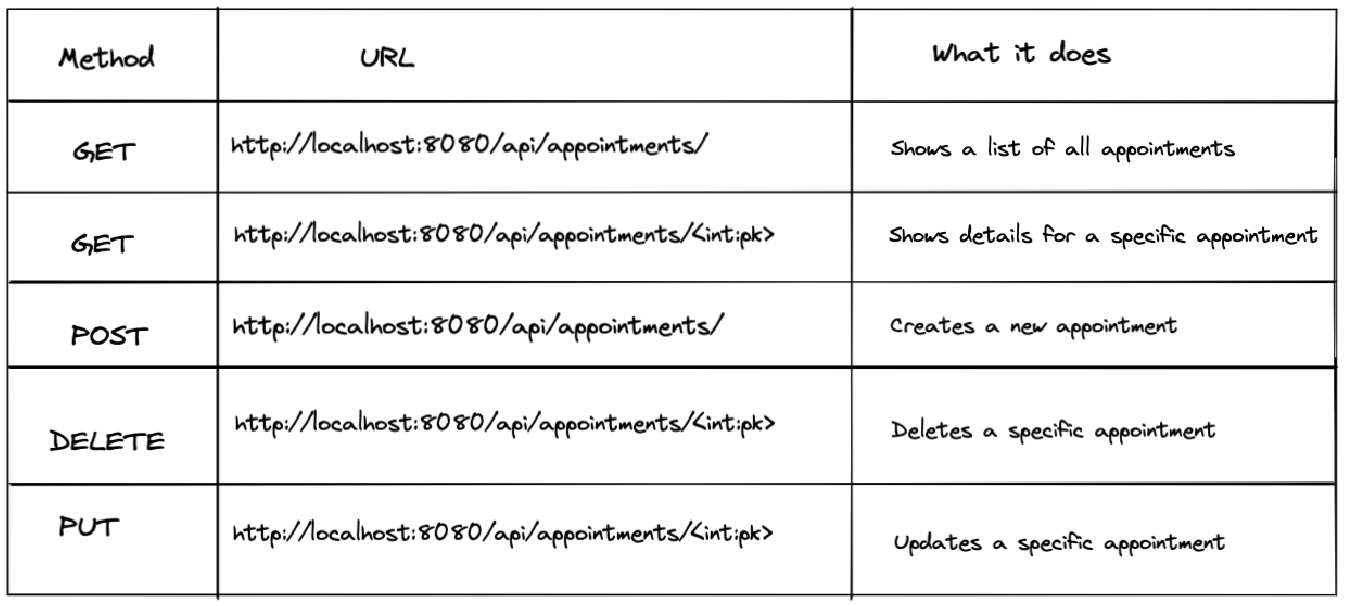 Method URL What it does
GET http://localhost:8080/api/appointments/ Shows a list of all appointments
GET http://localhost:8080/api/appointments/<int:pk> Shows details for a specific appointment
POST http://localhost:8080/api/appointments/ Creates a new appointment
DELETE http://localhost:8080/api/appointments/<int:pk> Deletes a specific appointment
PUT http://localhost:8080/api/appointments/<int:pk> Updates a specific appointment